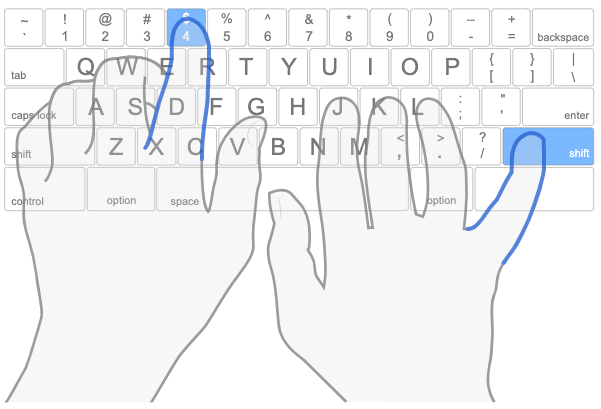 ~ ! @ # $ % ^ & * ( ) – +
` 1 2 3 4 5 6 7 8 9 0 - = backspace
tab Q W E R T Y U I O P { [ } ] | \
caps lock A S D F G H J K L : ; " ' enter
shift Z X C V B N M < , > . ? / shift
control option space option